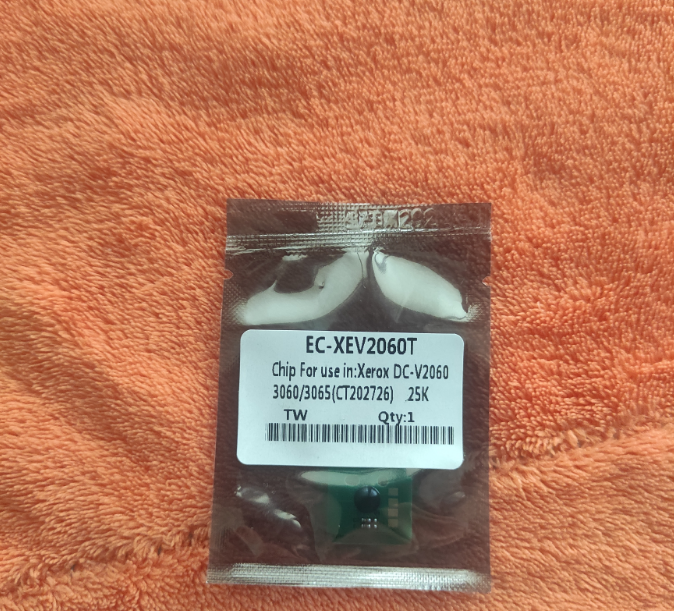 EC-XEV2060T
Chip For use in:Xerox DC-V2060
3060/3065(CT202726) .25K
TW Qty:1